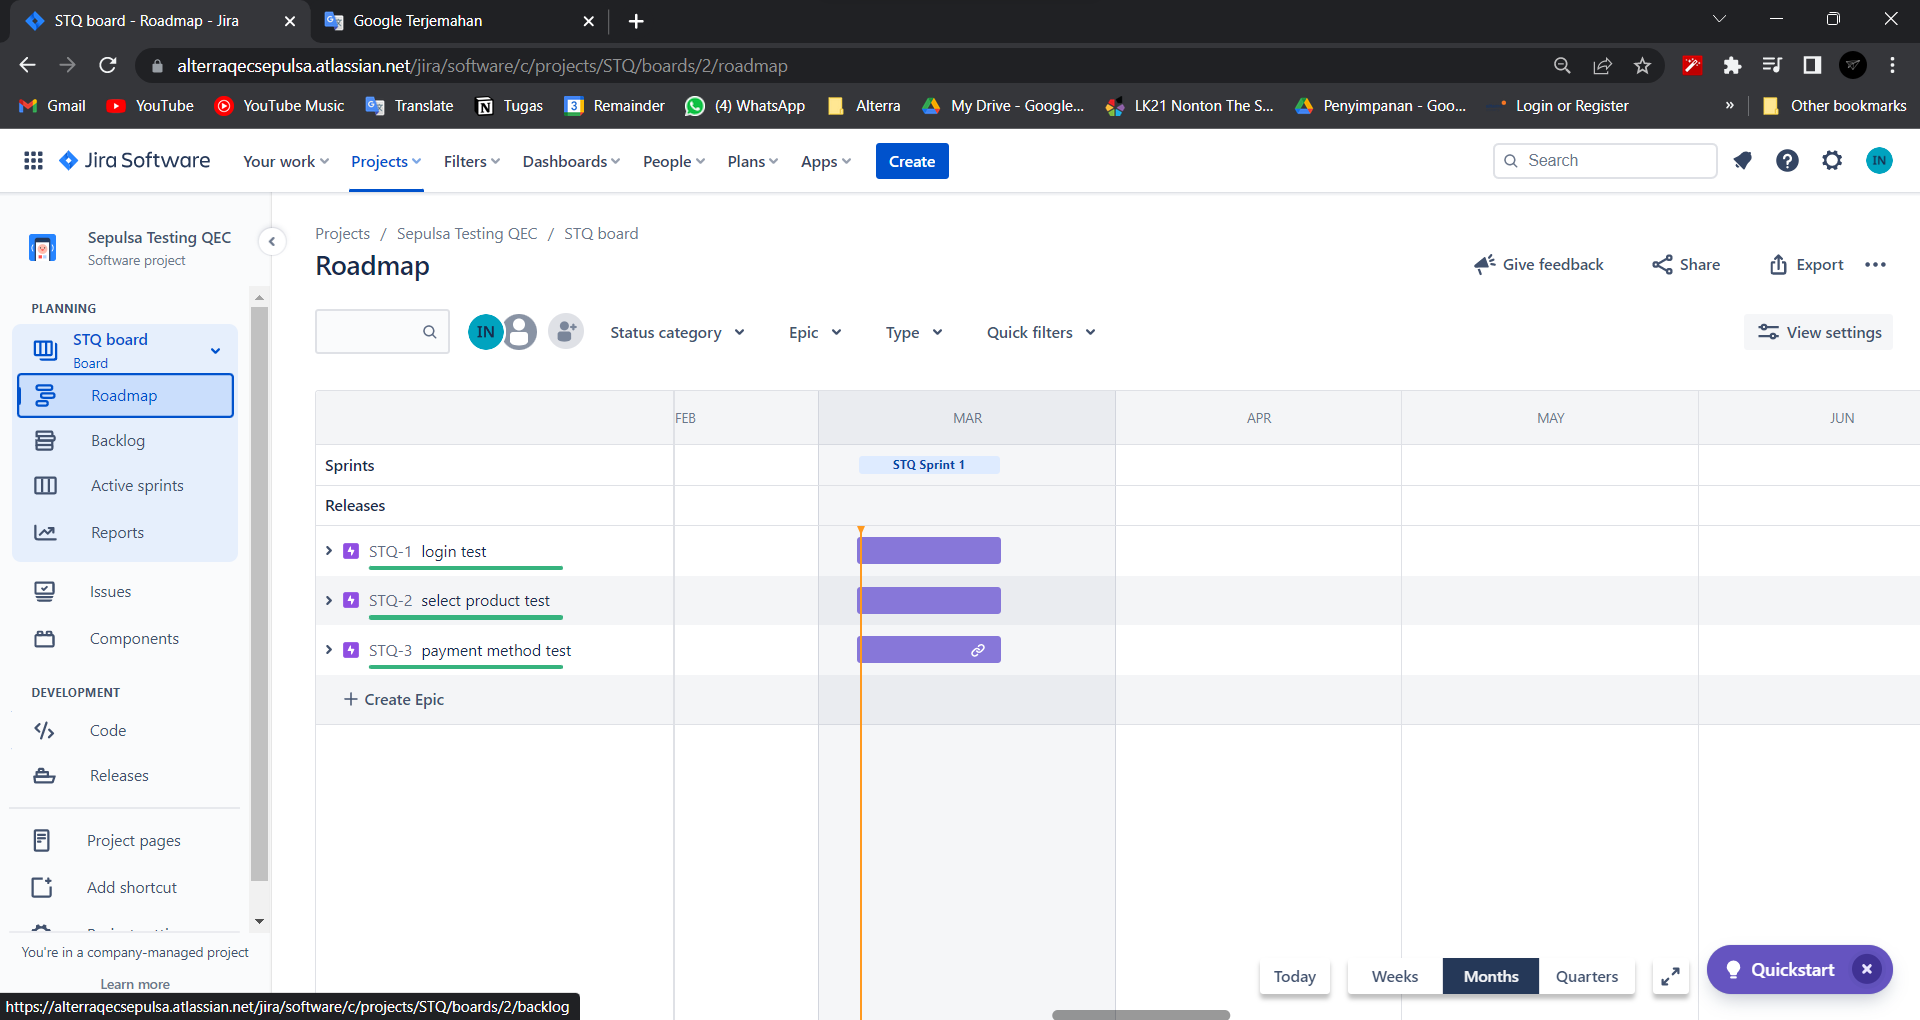 STQ board - Roadmap - Jira
Google Terjemahan
alterraqecsepulsa.atlassian.net/jira/software/c/projects/STQ/boards/2/roadmap
Gmail
YouTube
YouTube Music
Translate
Tugas
3
Remainder
(4) WhatsApp
Alterra
My Drive - Google...
LK21 Nonton The S...
Penyimpanan - Goo...
Login or Register
»
Other bookmarks
Jira Software
Your work
Projects
Filters
Dashboards
People
Plans
Apps
Create
Search
IN
Sepulsa Testing QEC
Software project
PLANNING
STQ board
Board
Roadmap
Backlog
Active sprints
Reports
Issues
Components
DEVELOPMENT
Code
Releases
Project pages
Add shortcut
You're in a company-managed project
Learn more
https://alterraqecsepulsa.atlassian.net/jira/software/c/projects/STQ/boards/2/backlog
Projects / Sepulsa Testing QEC / STQ board
Roadmap
Give feedback
Share
Export
IN
Status category
Epic
Type
Quick filters
View settings
FEB
MAR
APR
MAY
JUN
Sprints
STQ Sprint 1
Releases
STQ-1 login test
STQ-2 select product test
STQ-3 payment method test
+ Create Epic
Today
Weeks
Months
Quarters
Quickstart